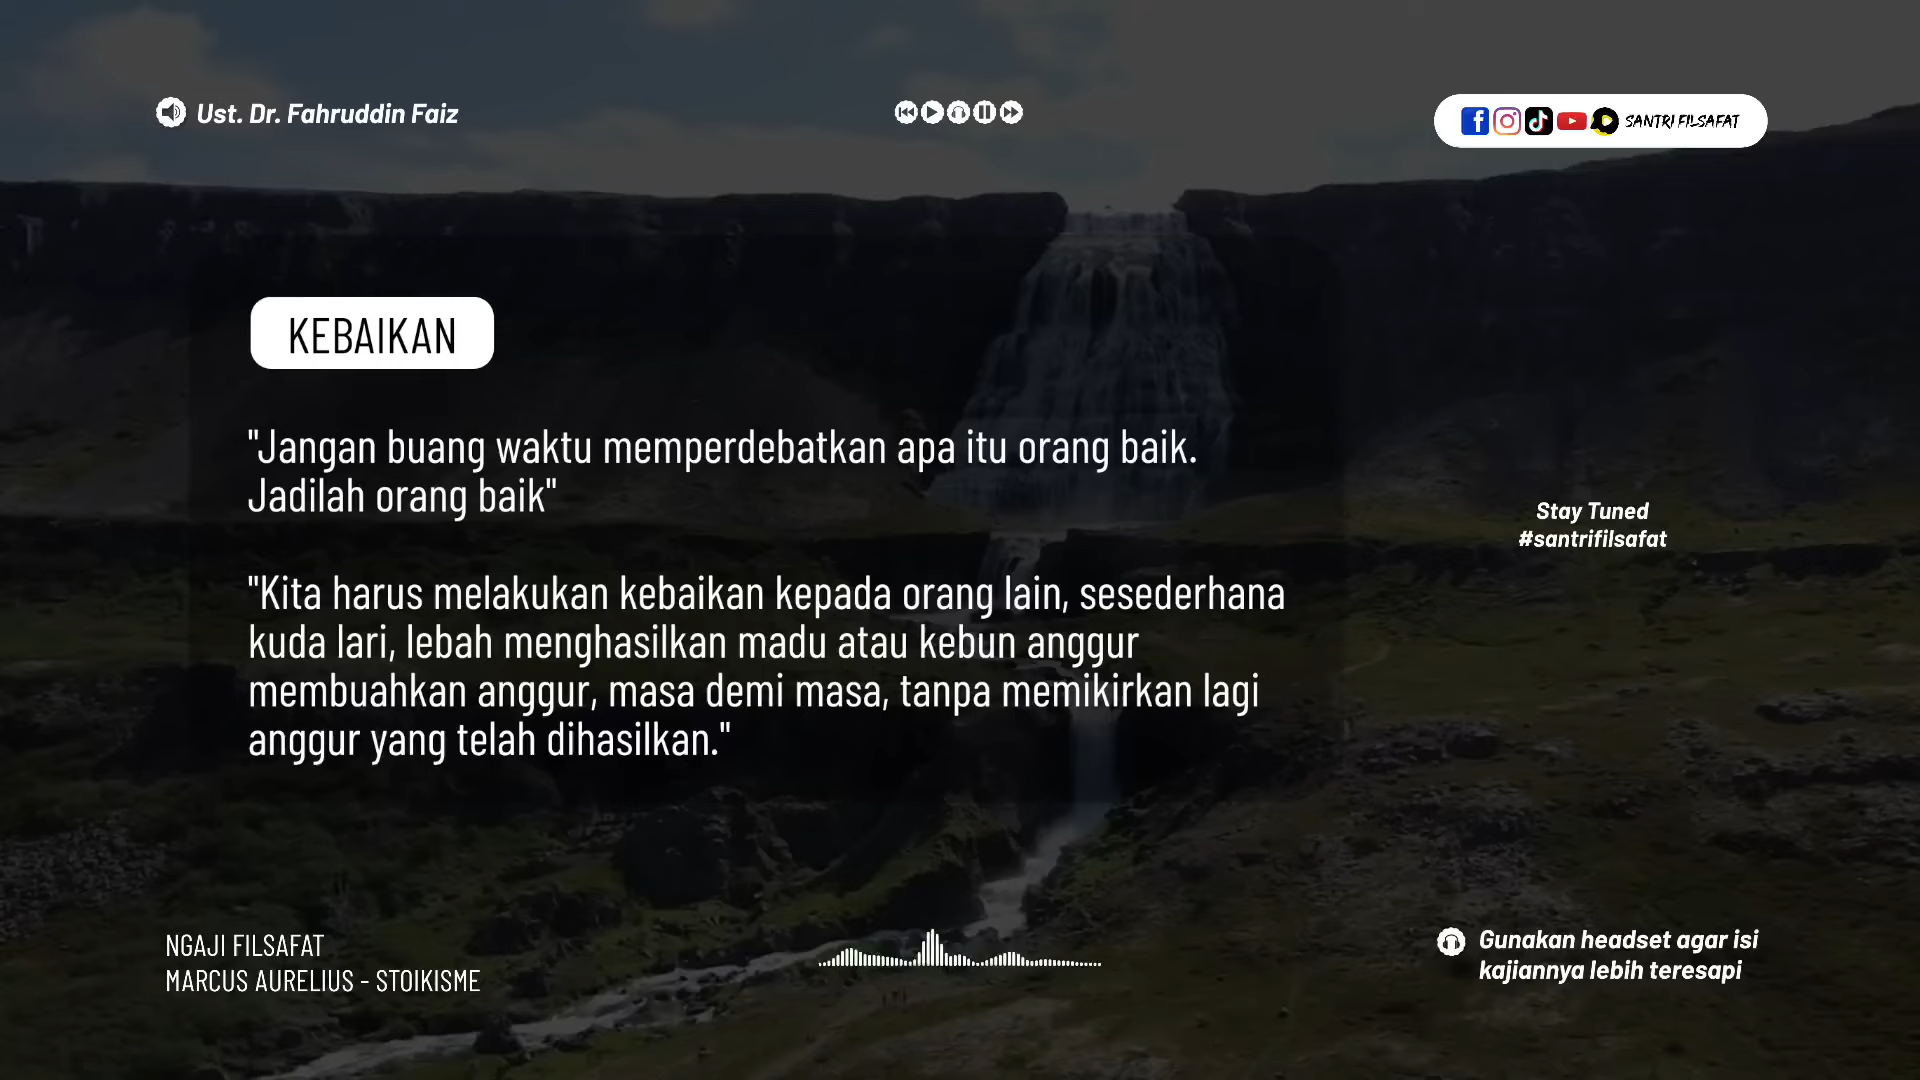 Ust. Dr. Fahruddin Faiz
SANTRI FILSAFAT
KEBAIKAN
"Jangan buang waktu memperdebatkan apa itu orang baik.
Jadilah orang baik"
"Kita harus melakukan kebaikan kepada orang lain, sesederhana
kuda lari, lebah menghasilkan madu atau kebun anggur
membuahkan anggur, masa demi masa, tanpa memikirkan lagi
anggur yang telah dihasilkan."
Stay Tuned
#santrifilsafat
NGAJI FILSAFAT
MARCUS AURELIUS - STOIKISME
Gunakan headset agar isi
kajiannya lebih teresapi